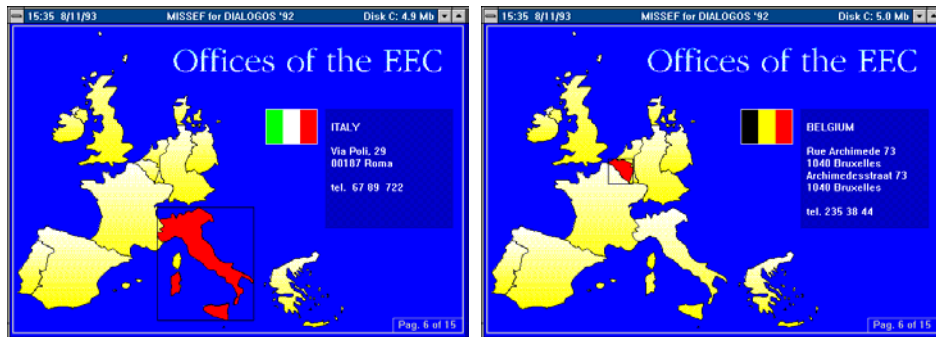 15:35 8/11/93 MISSEF for DIALOGOS '92 Disk C: 4.9 Mb
Offices of the EEC
ITALY
Via Poli, 29
00187 Roma
tel. 67 89 722
Pag. 6 of 15
15:35 8/11/93 MISSEF for DIALOGOS '92 Disk C: 5.0 Mb
Offices of the EEC
BELGIUM
Rue Archimede 73
1040 Bruxelles
Archimedesstraat 73
1040 Bruxelles
tel. 235 38 44
Pag. 6 of 15